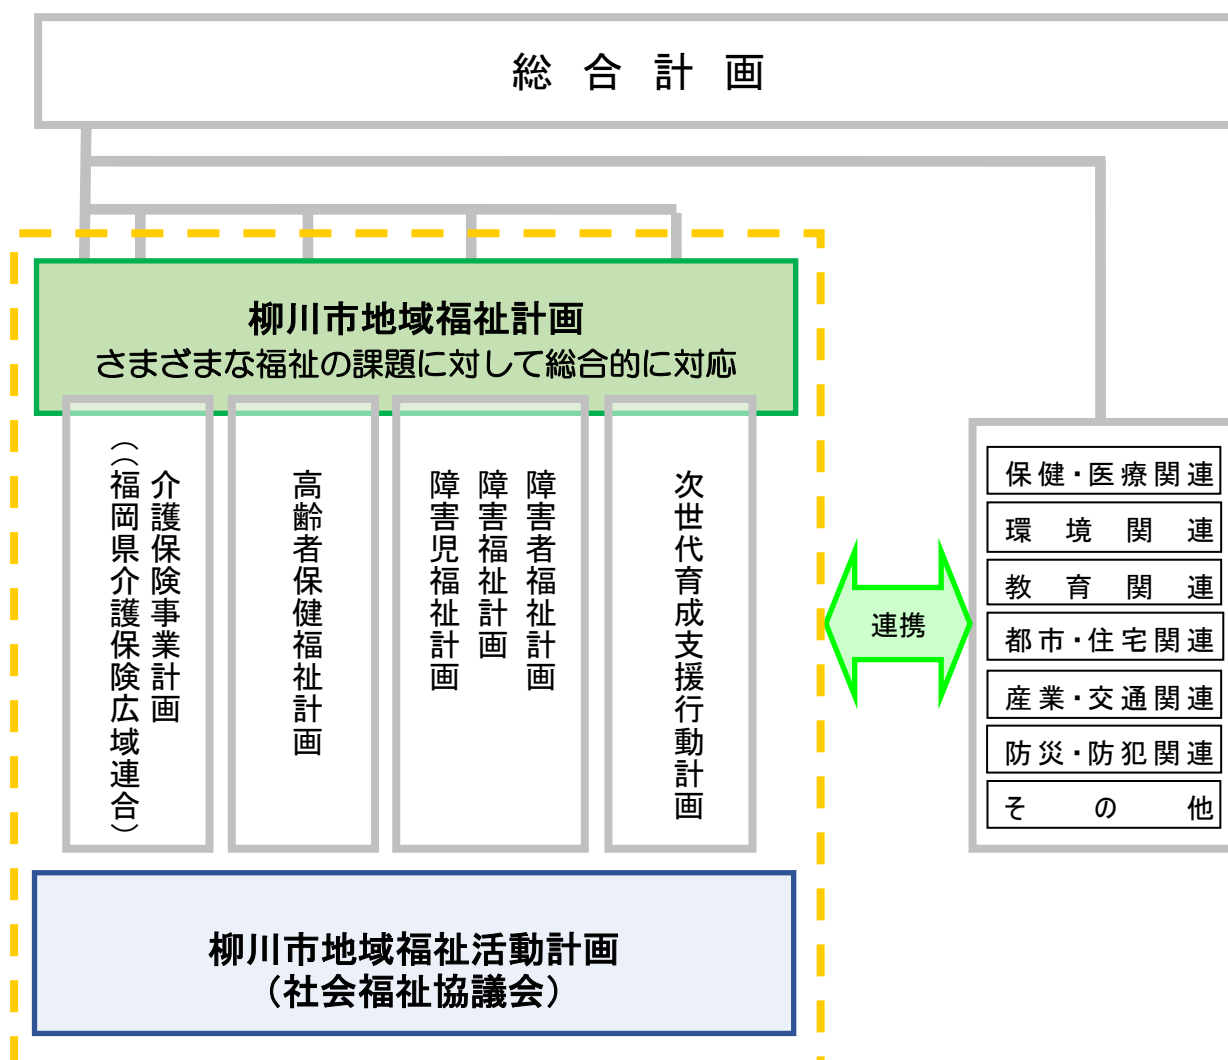 総合計画
柳川市地域福祉計画
さまざまな福祉の課題に対して総合的に対応
介護保険事業計画
（（福岡県介護保険広域連合）
高齢者保健福祉計画
障害者福祉計画
障害福祉計画
障害児福祉計画
次世代育成支援行動計画
連携
保健・医療関連
環境関連
教育関連
都市・住宅関連
産業・交通関連
防災・防犯関連
その他
柳川市地域福祉活動計画
（社会福祉協議会）